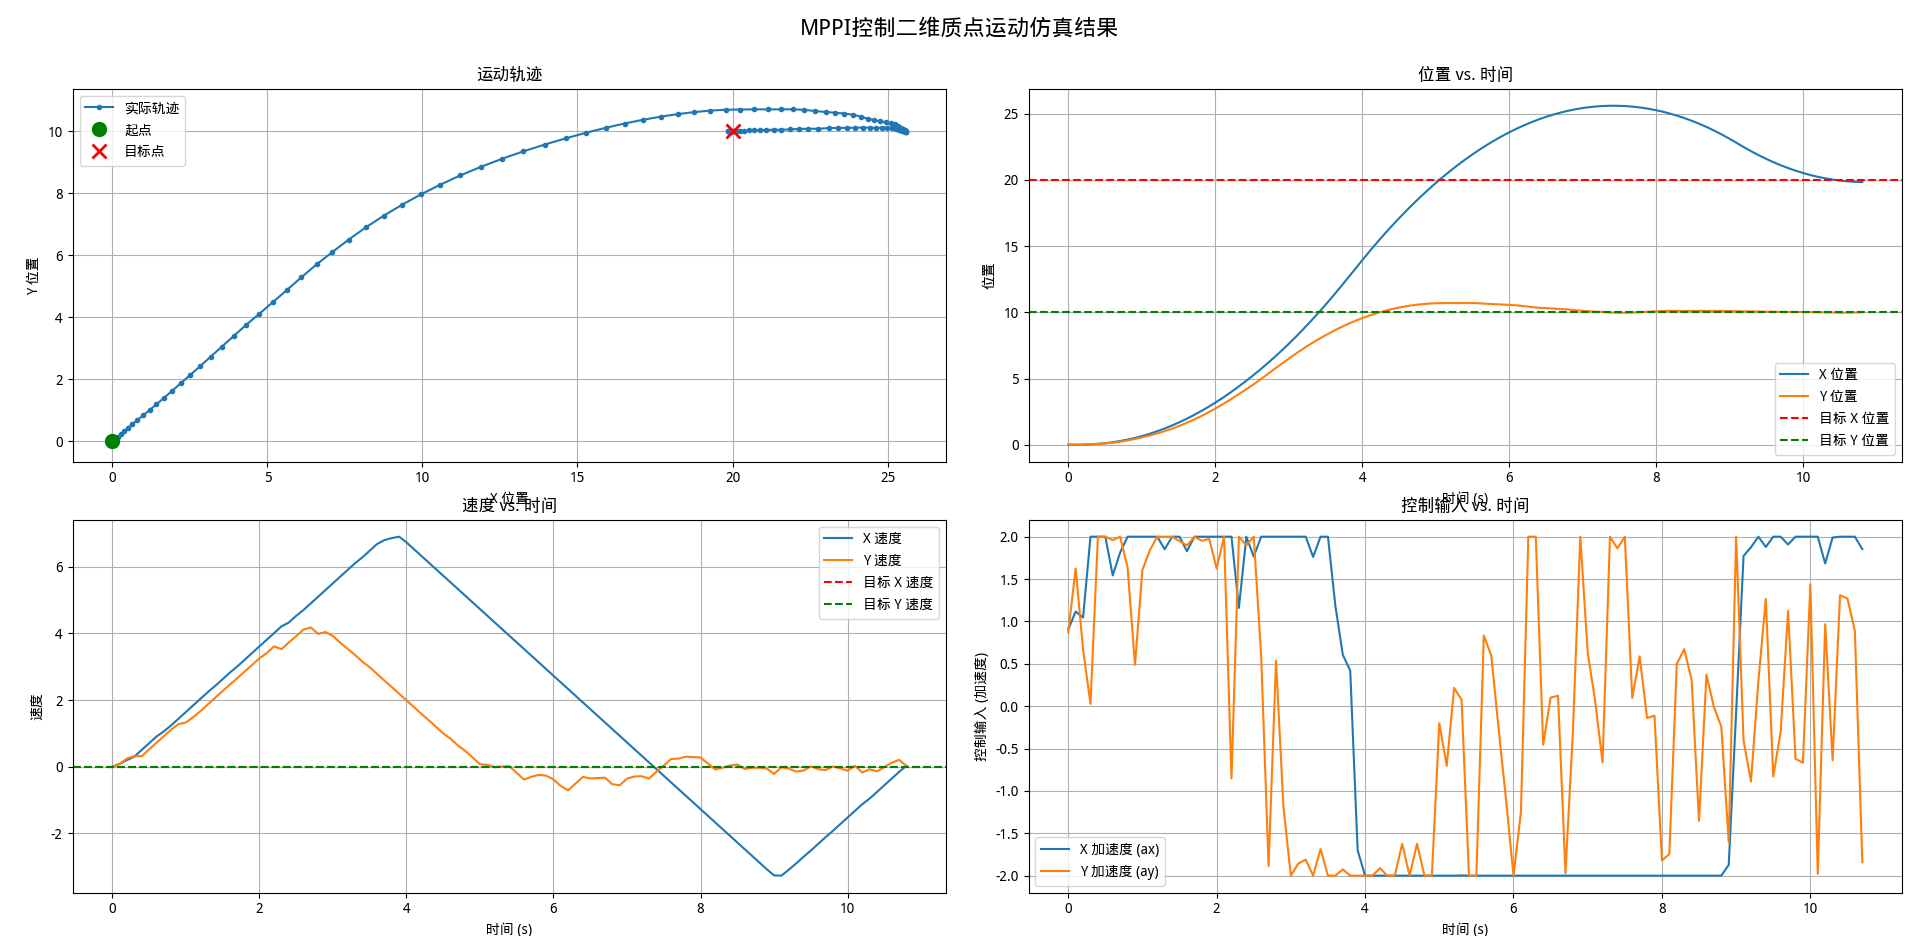 MPPI控制二维质点运动仿真结果
运动轨迹
实际轨迹
起点
目标点
Y 位置
10
8
6
4
2
0
0 5 10 15 20 25
X 位置
位置 vs. 时间
位置
25
20
15
10
5
0
X 位置
Y 位置
目标 X 位置
目标 Y 位置
0 2 4 6 8 10
时间 (s)
速度 vs. 时间
X 速度
Y 速度
目标 X 速度
目标 Y 速度
速度
6
4
2
0
-2
0 2 4 6 8 10
时间 (s)
控制输入 vs. 时间
控制输入 (加速度)
2.0
1.5
1.0
0.5
0.0
-0.5
-1.0
-1.5
-2.0
X 加速度 (ax)
Y 加速度 (ay)
0 2 4 6 8 10
时间 (s)